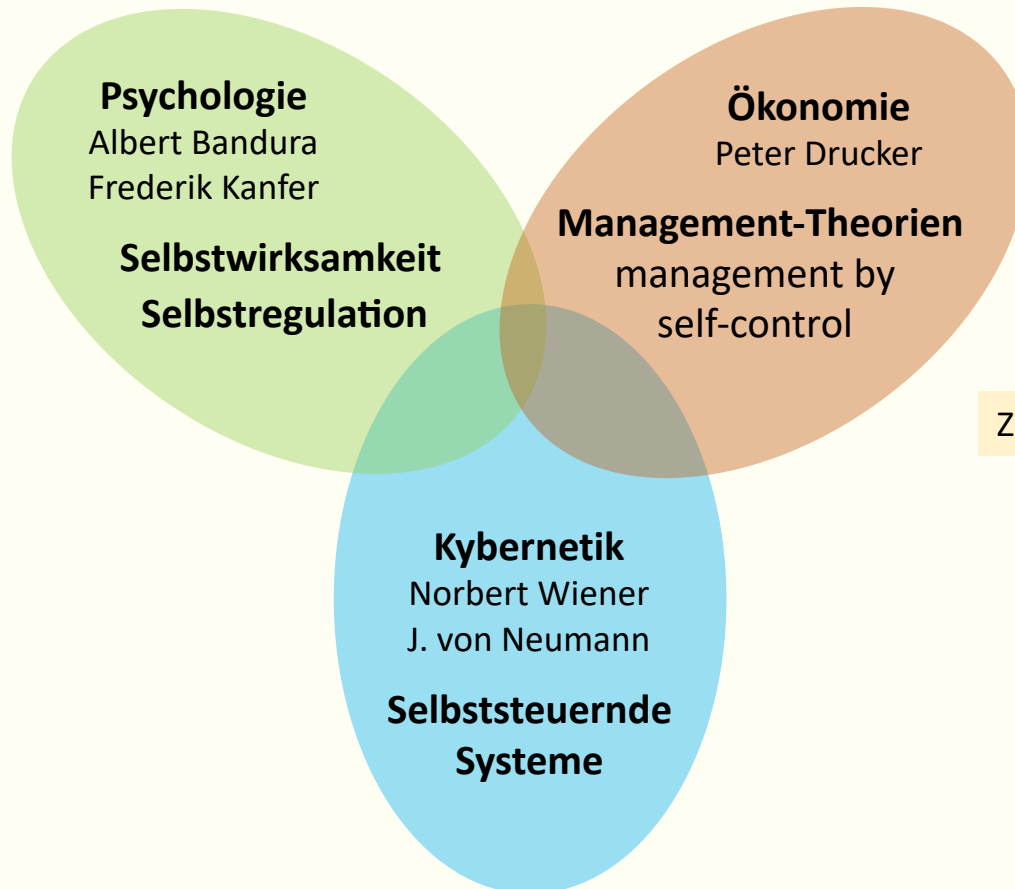 Psychologie
Albert Bandura
Frederik Kanfer
Selbstwirksamkeit
Selbstregulation
Ökonomie
Peter Drucker
Management-Theorien
management by
self-control
Z
Kybernetik
Norbert Wiener
J. von Neumann
Selbststeuernde
Systeme